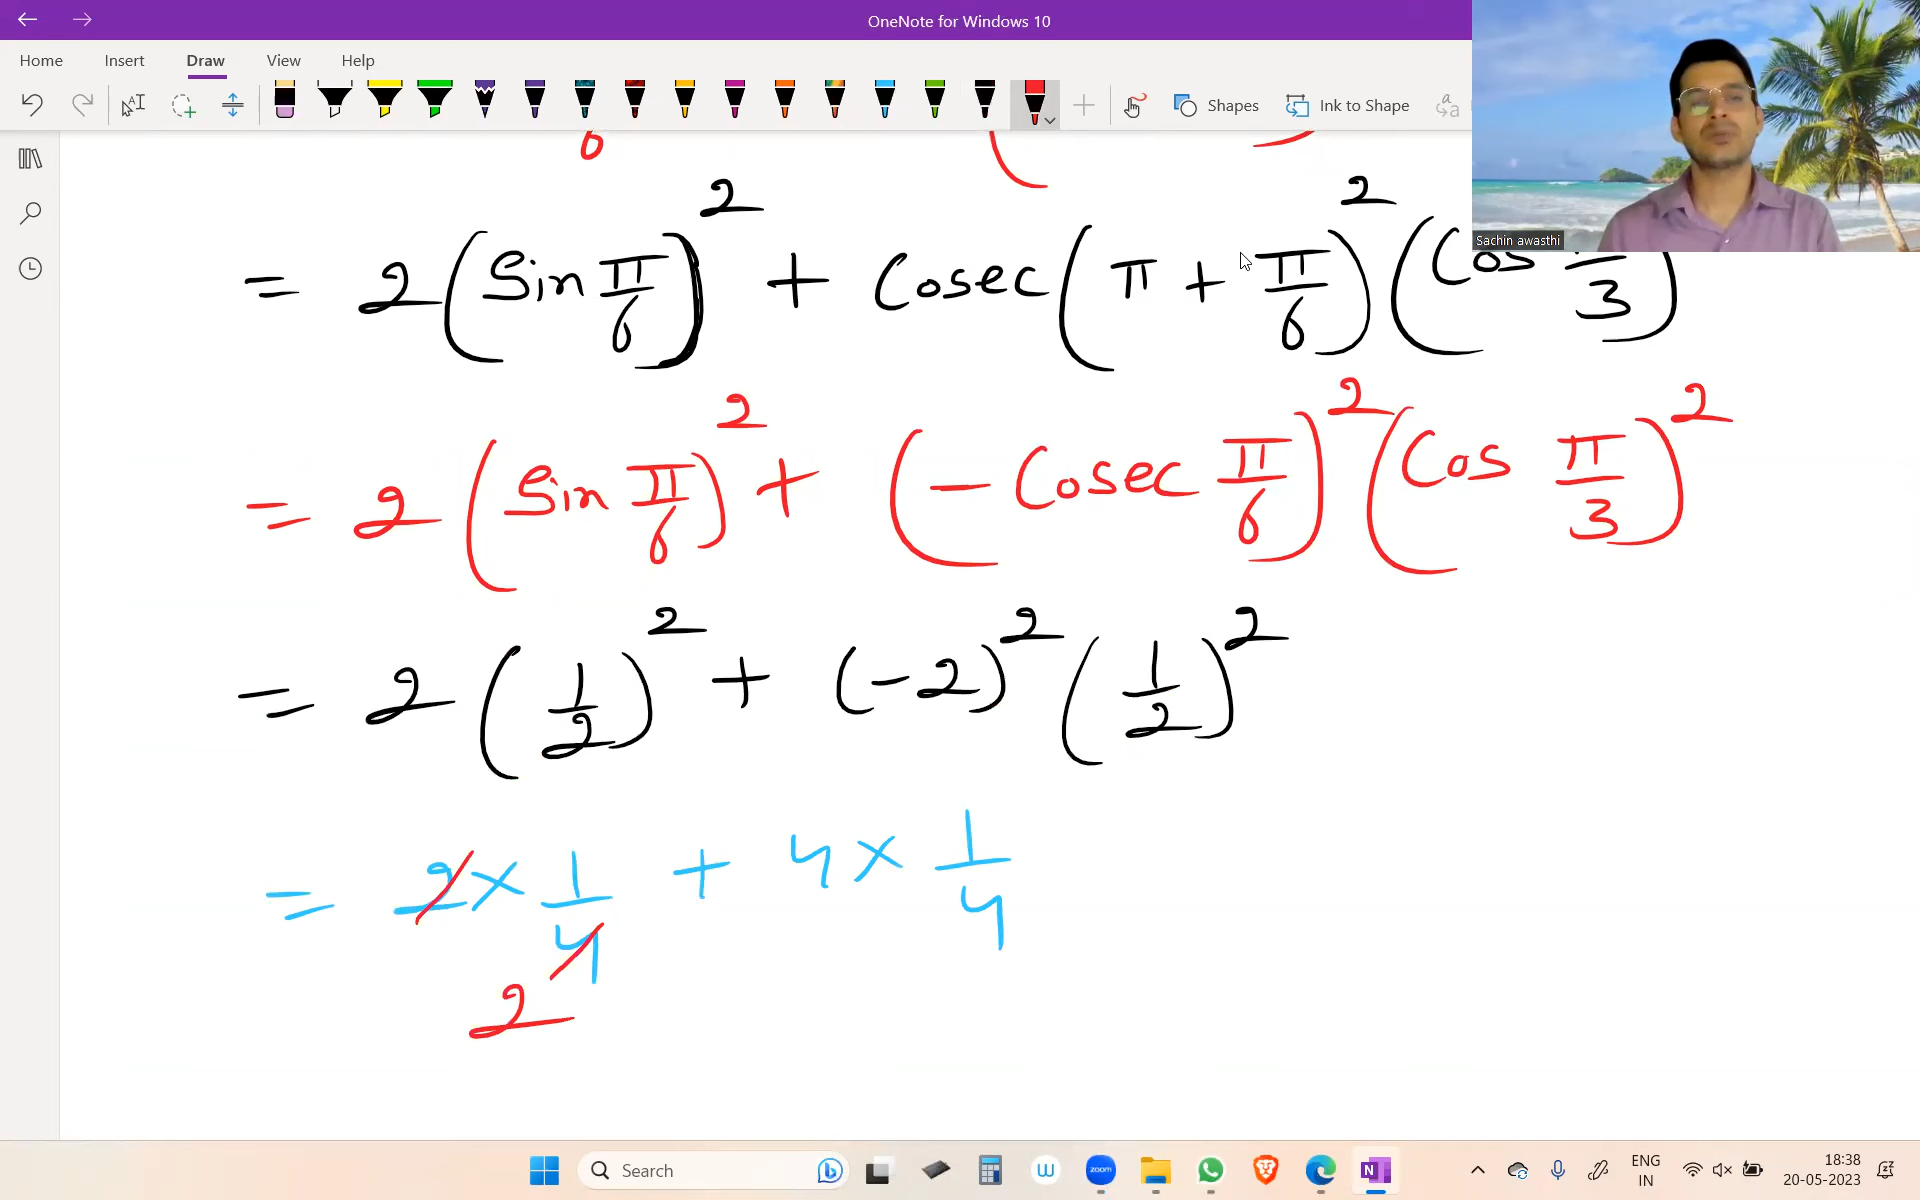 OneNote for Windows 10
Home Insert Draw View Help
Shapes Ink to Shape
Sachin awasthi
6
= 2 (Sin π/6)² + Cosec (π + π/6)² (Cos /3)
= 2 (Sin π/6)² + (- Cosec π/6)² (Cos π/3)²
= 2 (1/2)² + (-2)² (1/2)²
= 2 × 1/4 + 4 × 1/4
2
Search
zoom
N
ENG
IN
18:38
20-05-2023